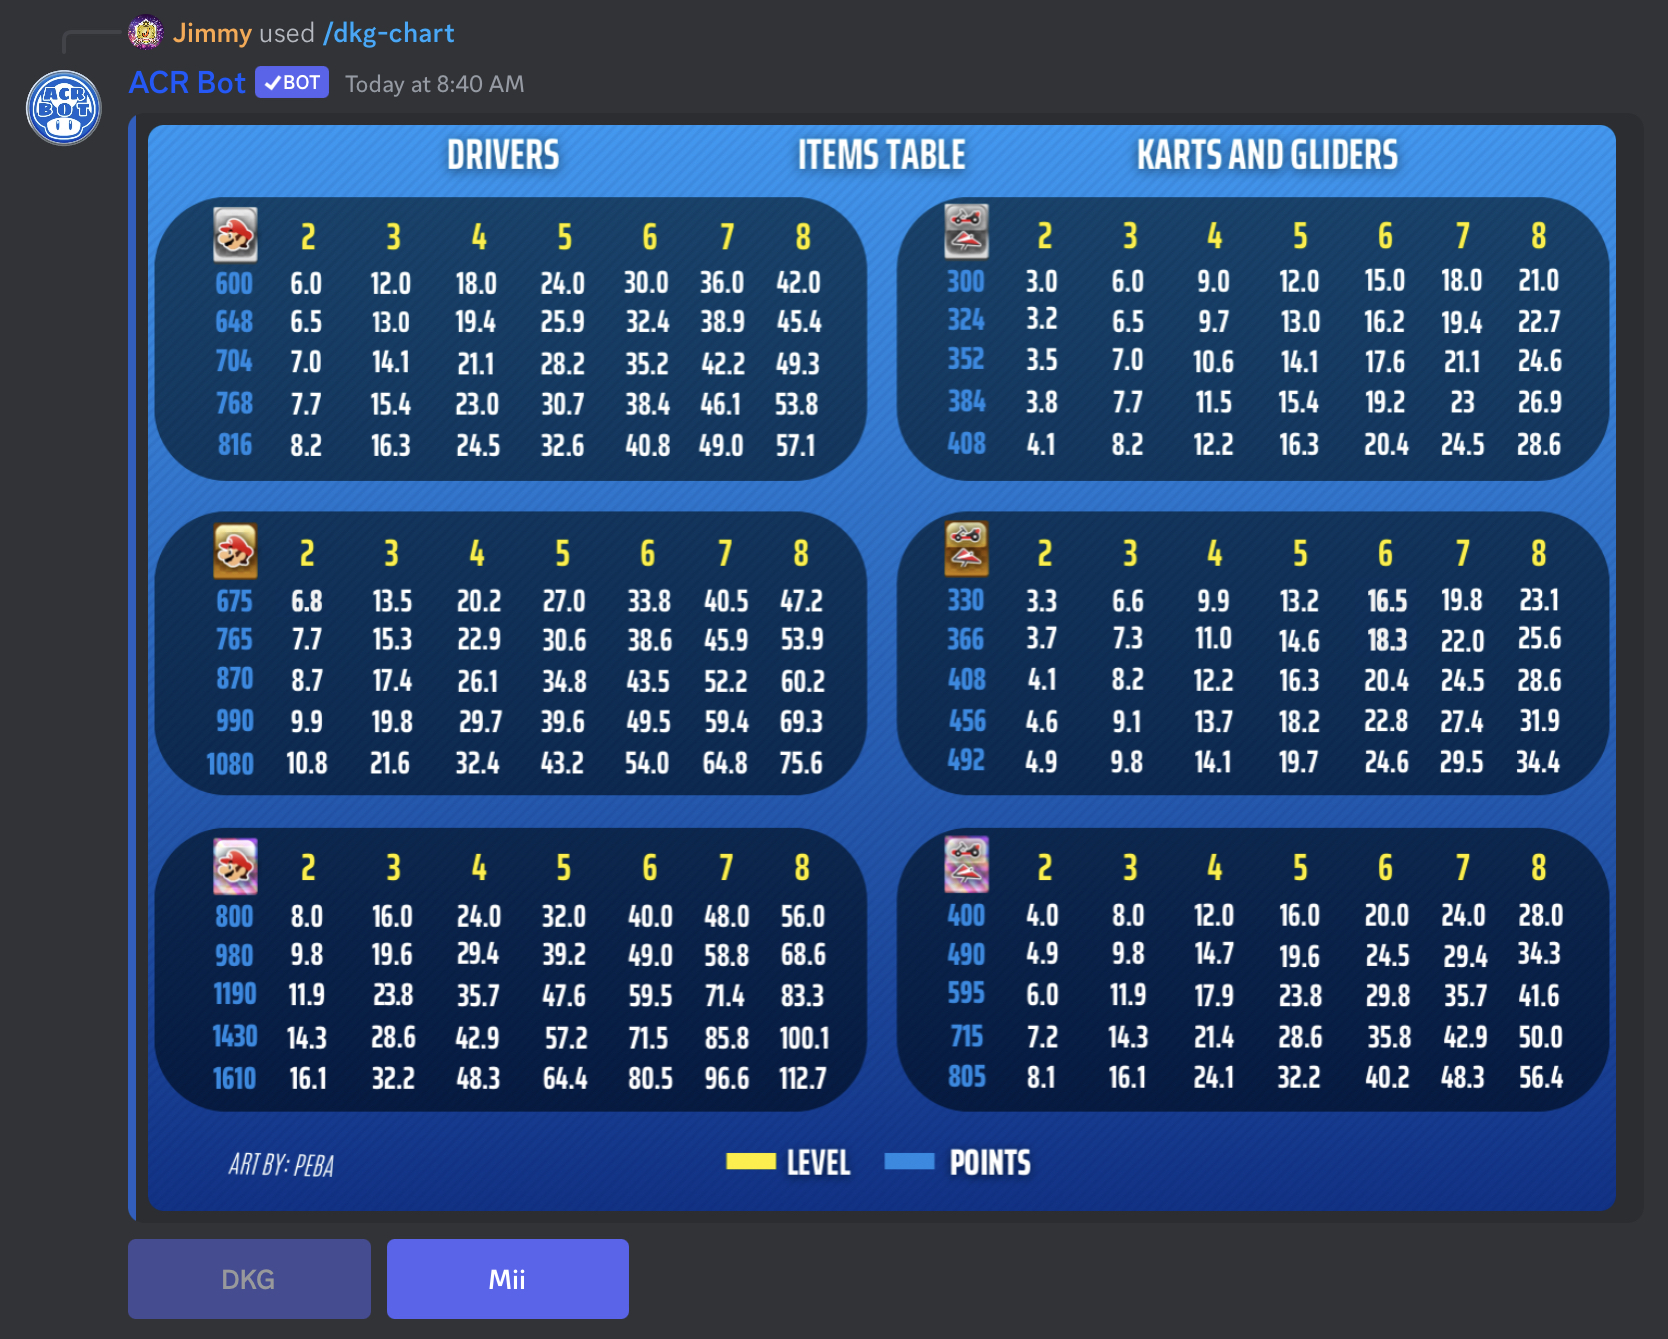 Jimmy used /dkg-chart
ACR BOT
ACR Bot ✓BOT Today at 8:40 AM
DRIVERS ITEMS TABLE KARTS AND GLIDERS
2 3 4 5 6 7 8
600 6.0 12.0 18.0 24.0 30.0 36.0 42.0
648 6.5 13.0 19.4 25.9 32.4 38.9 45.4
704 7.0 14.1 21.1 28.2 35.2 42.2 49.3
768 7.7 15.4 23.0 30.7 38.4 46.1 53.8
816 8.2 16.3 24.5 32.6 40.8 49.0 57.1
2 3 4 5 6 7 8
300 3.0 6.0 9.0 12.0 15.0 18.0 21.0
324 3.2 6.5 9.7 13.0 16.2 19.4 22.7
352 3.5 7.0 10.6 14.1 17.6 21.1 24.6
384 3.8 7.7 11.5 15.4 19.2 23 26.9
408 4.1 8.2 12.2 16.3 20.4 24.5 28.6
2 3 4 5 6 7 8
675 6.8 13.5 20.2 27.0 33.8 40.5 47.2
765 7.7 15.3 22.9 30.6 38.6 45.9 53.9
870 8.7 17.4 26.1 34.8 43.5 52.2 60.2
990 9.9 19.8 29.7 39.6 49.5 59.4 69.3
1080 10.8 21.6 32.4 43.2 54.0 64.8 75.6
2 3 4 5 6 7 8
330 3.3 6.6 9.9 13.2 16.5 19.8 23.1
366 3.7 7.3 11.0 14.6 18.3 22.0 25.6
408 4.1 8.2 12.2 16.3 20.4 24.5 28.6
456 4.6 9.1 13.7 18.2 22.8 27.4 31.9
492 4.9 9.8 14.1 19.7 24.6 29.5 34.4
2 3 4 5 6 7 8
800 8.0 16.0 24.0 32.0 40.0 48.0 56.0
980 9.8 19.6 29.4 39.2 49.0 58.8 68.6
1190 11.9 23.8 35.7 47.6 59.5 71.4 83.3
1430 14.3 28.6 42.9 57.2 71.5 85.8 100.1
1610 16.1 32.2 48.3 64.4 80.5 96.6 112.7
2 3 4 5 6 7 8
400 4.0 8.0 12.0 16.0 20.0 24.0 28.0
490 4.9 9.8 14.7 19.6 24.5 29.4 34.3
595 6.0 11.9 17.9 23.8 29.8 35.7 41.6
715 7.2 14.3 21.4 28.6 35.8 42.9 50.0
805 8.1 16.1 24.1 32.2 40.2 48.3 56.4
ART BY: PEBA LEVEL POINTS
DKG Mii